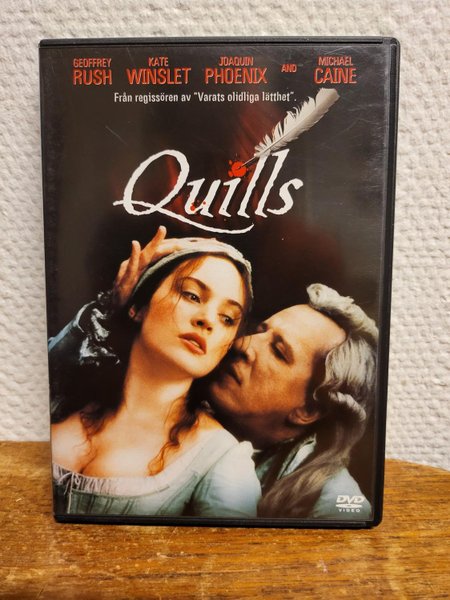 GEOFFREY RUSH KATE WINSLET JOAQUIN PHOENIX AND MICHAEL CAINE
Från regissören av "Varats olidliga lätthet".
Quills
DVD
VIDEO